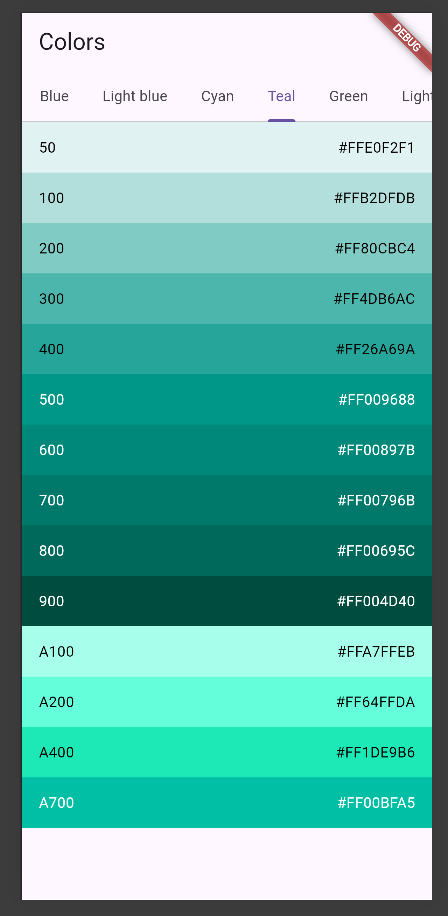 Colors
DEBUG
Blue Light blue Cyan Teal Green Light
50 #FFE0F2F1
100 #FFB2DFDB
200 #FF80CBC4
300 #FF4DB6AC
400 #FF26A69A
500 #FF009688
600 #FF00897B
700 #FF00796B
800 #FF00695C
900 #FF004D40
A100 #FFA7FFEB
A200 #FF64FFDA
A400 #FF1DE9B6
A700 #FF00BFA5